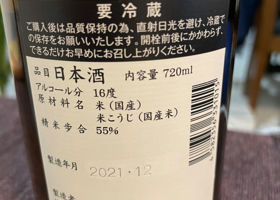 要冷蔵
ご購入後は品質保持の為、直射日光を避け、冷蔵での保存をお願いいたします。開栓前後にかかわらず、できるだけお早めにお召し上がりください。
品目 日本酒 内容量 720ml
アルコール分 16度
原材料名 米(国産)
米こうじ(国産米)
精米歩合 55%
製造年月 2021.12